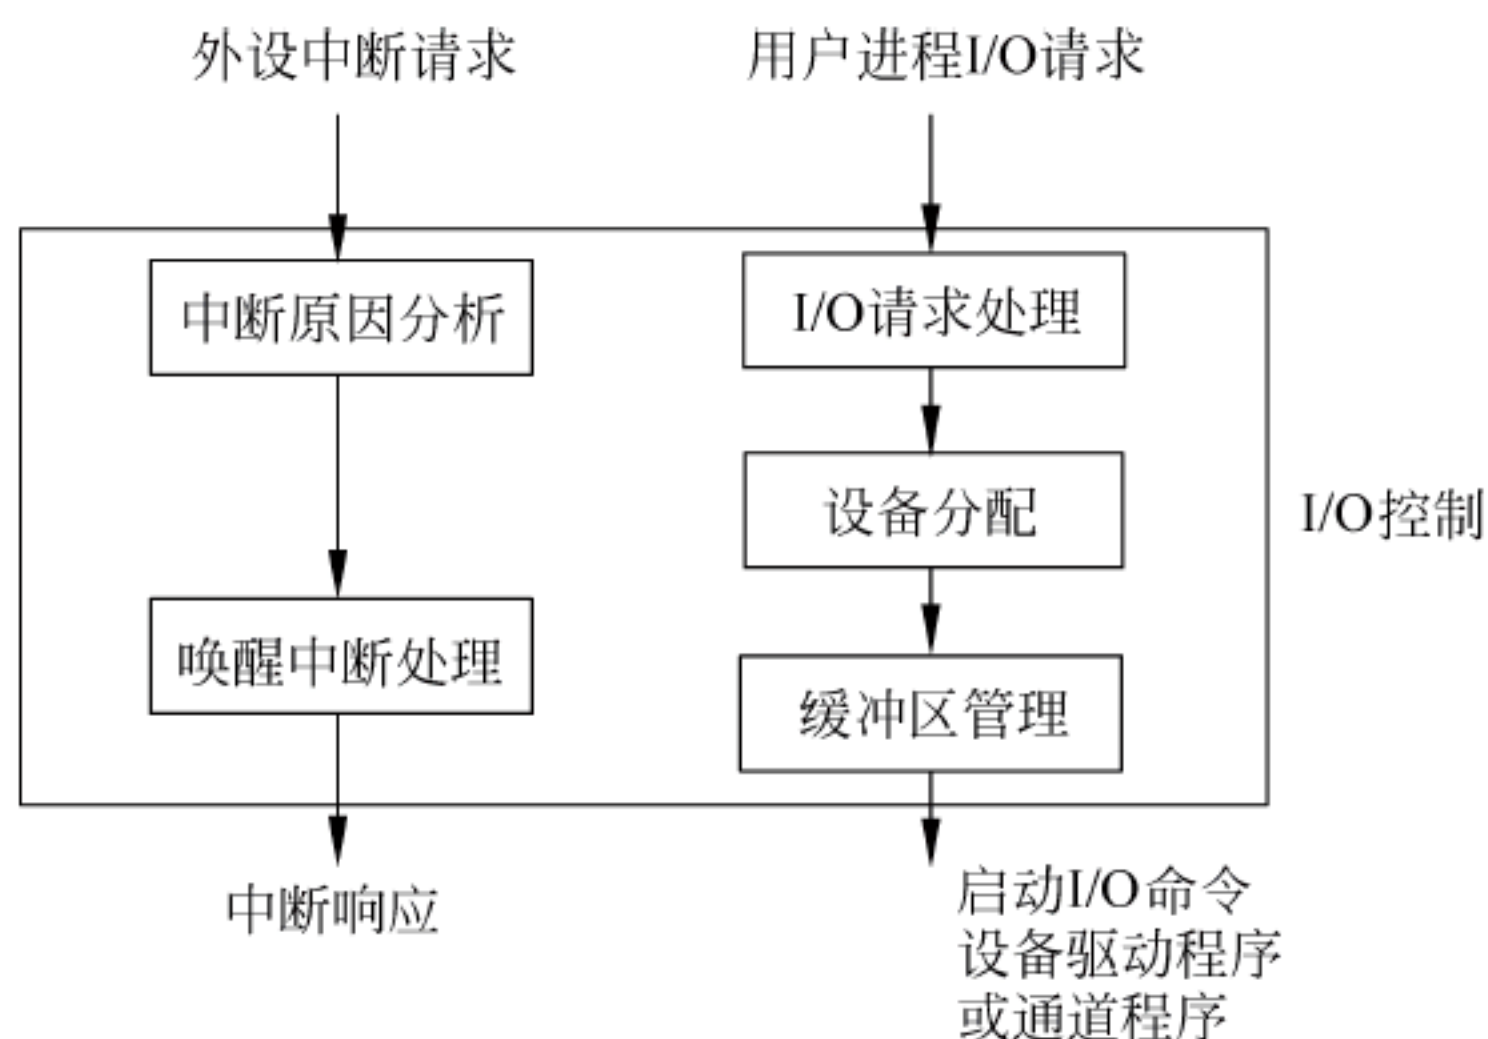 外设中断请求
用户进程I/O请求
中断原因分析
I/O请求处理
设备分配
I/O控制
唤醒中断处理
缓冲区管理
中断响应
启动I/O命令
设备驱动程序
或通道程序